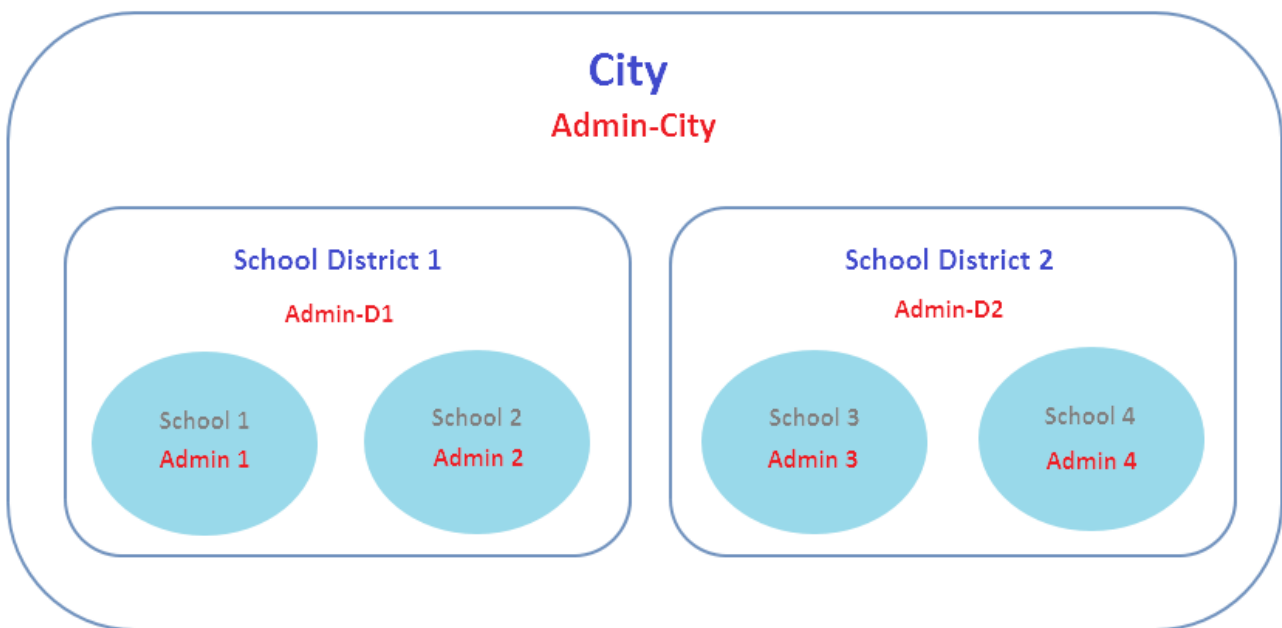 City
Admin-City
School District 1
School District 2
Admin-D1
Admin-D2
School 1
Admin 1
School 2
Admin 2
School 3
Admin 3
School 4
Admin 4